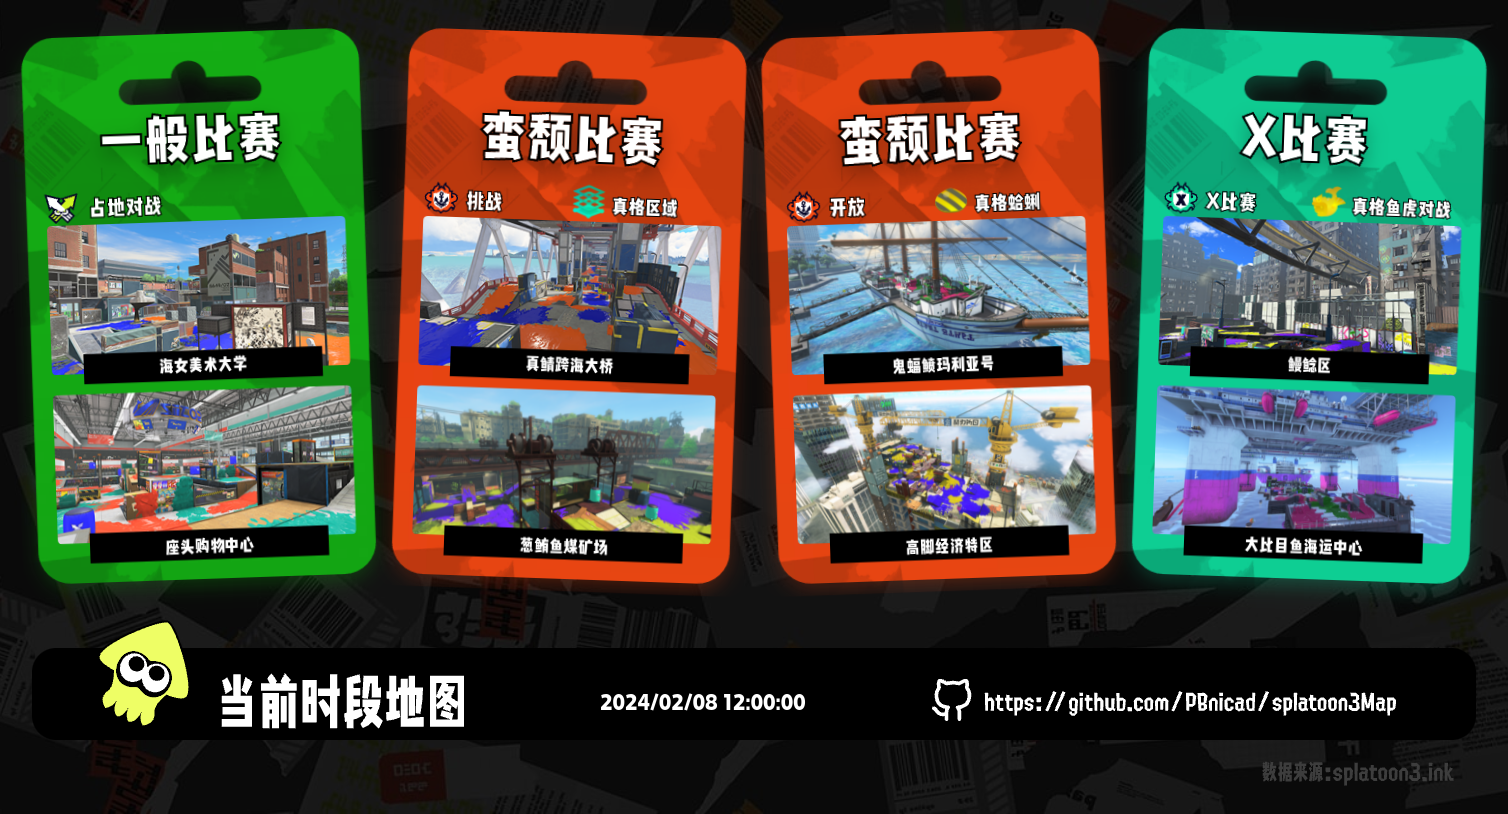 一般比赛
占地对战
海女美术大学
座头购物中心
蛮颓比赛
挑战
真格区域
真鲷跨海大桥
葱鲔鱼煤矿场
蛮颓比赛
开放
真格蛤蜊
鬼蝠鲼玛利亚号
高脚经济特区
X比赛
X比赛
真格鱼虎对战
鳗鲶区
大比目鱼海运中心
当前时段地图
2024/02/08 12:00:00
https://github.com/PBnicad/splatoon3Map
数据来源:splatoon3.ink